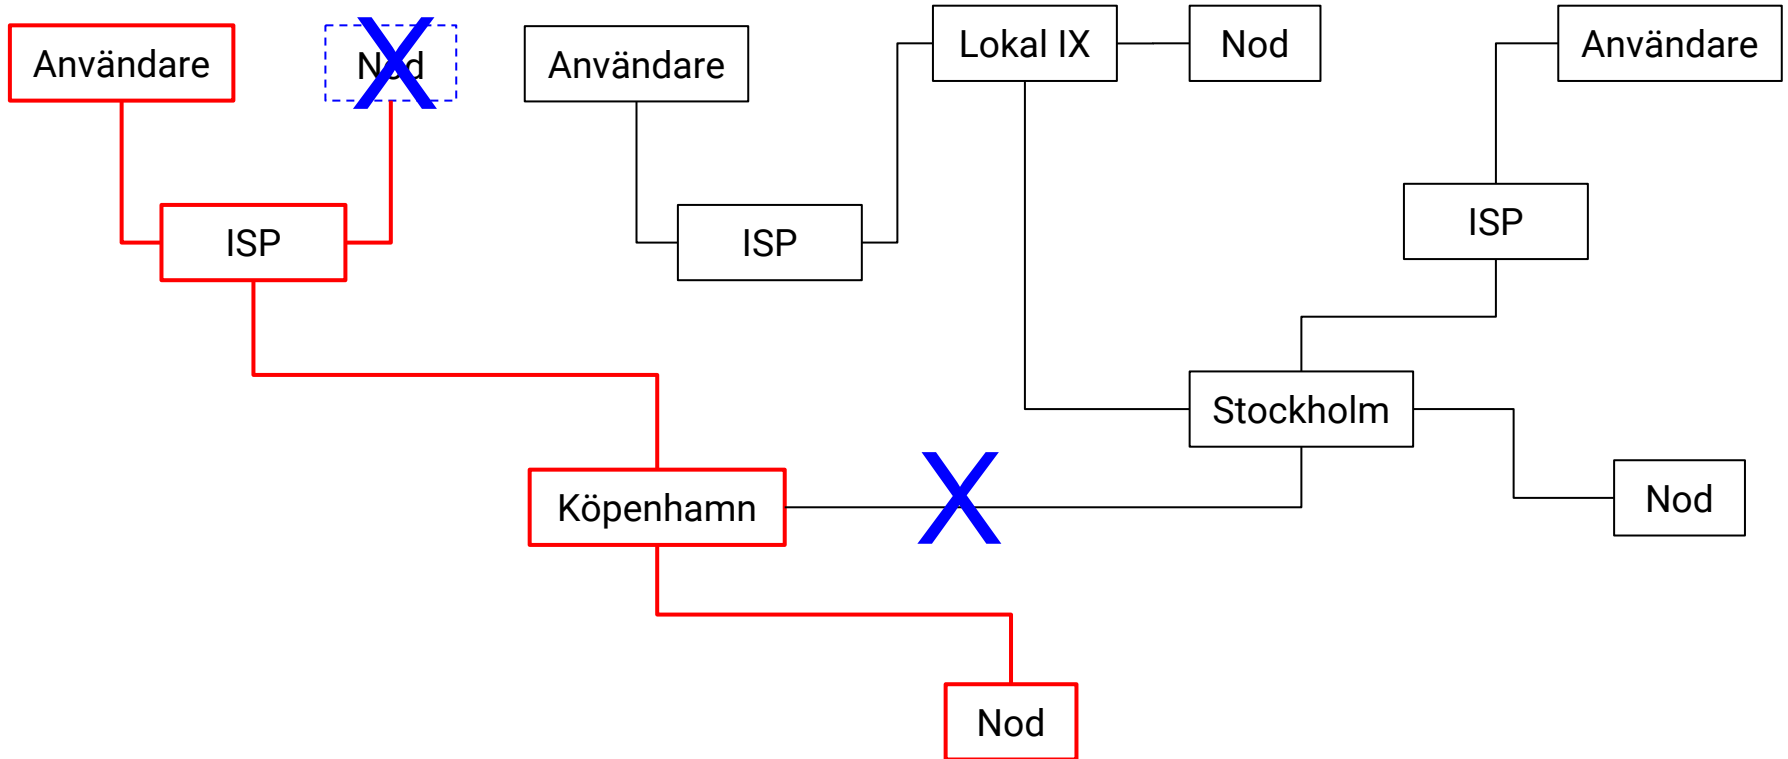 Användare
Nod
X
Användare
Lokal IX
Nod
Användare
ISP
ISP
ISP
Stockholm
Köpenhamn
X
Nod
Nod